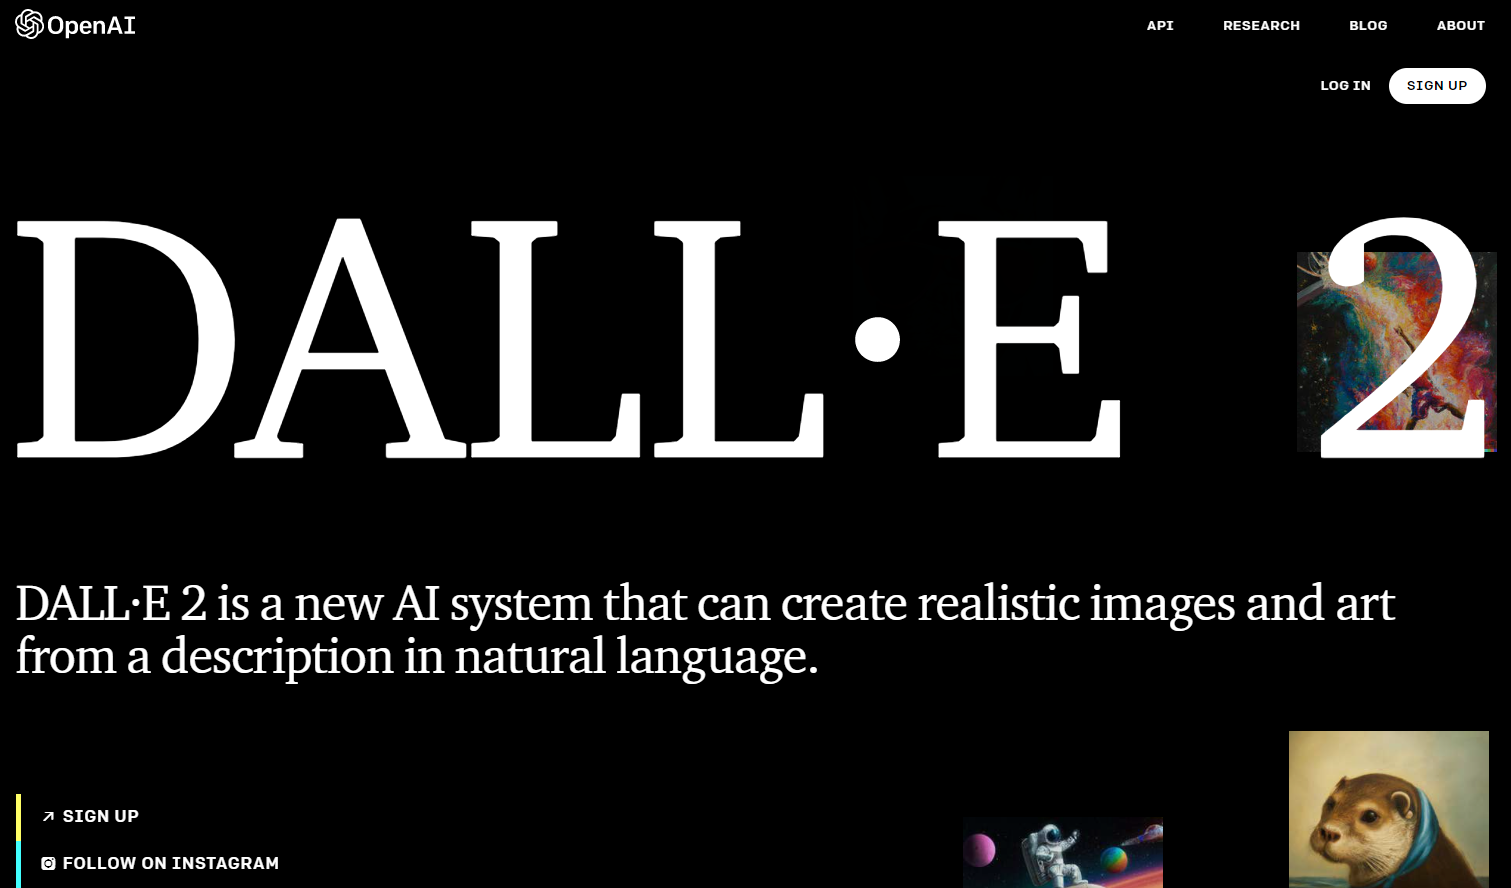 OpenAI
API RESEARCH BLOG ABOUT
LOG IN SIGN UP
DALL·E 2
DALL·E 2 is a new AI system that can create realistic images and art
from a description in natural language.
SIGN UP
FOLLOW ON INSTAGRAM